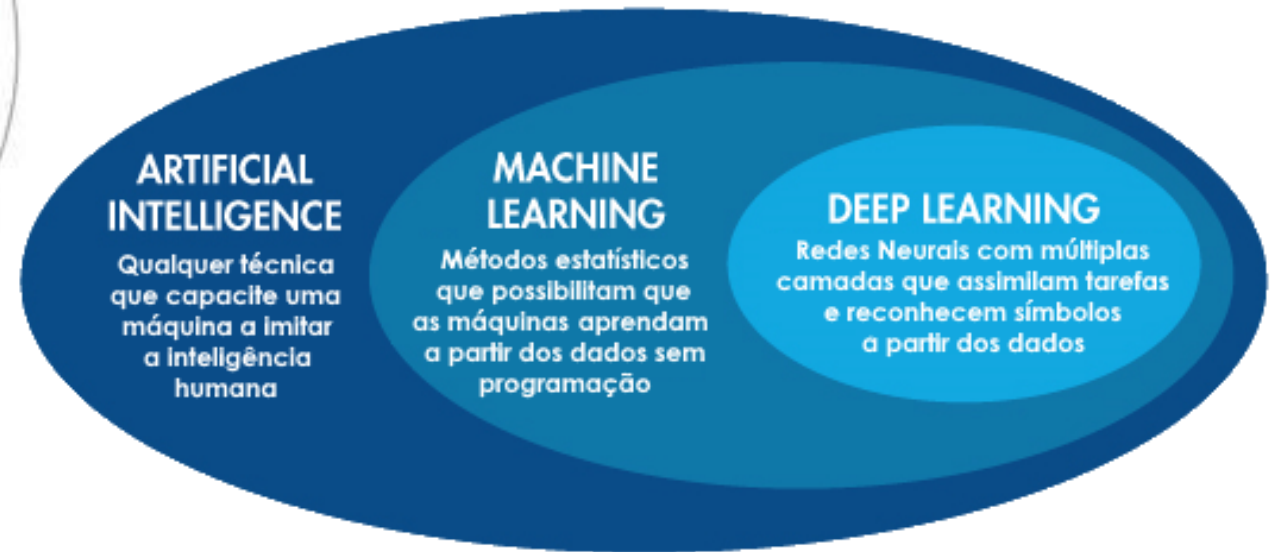 ARTIFICIAL
INTELLIGENCE
Qualquer técnica
que capacite uma
máquina a imitar
a inteligência
humana
MACHINE
LEARNING
Métodos estatísticos
que possibilitam que
as máquinas aprendam
a partir dos dados sem
programação
DEEP LEARNING
Redes Neurais com múltiplas
camadas que assimilam tarefas
e reconhecem símbolos
a partir dos dados